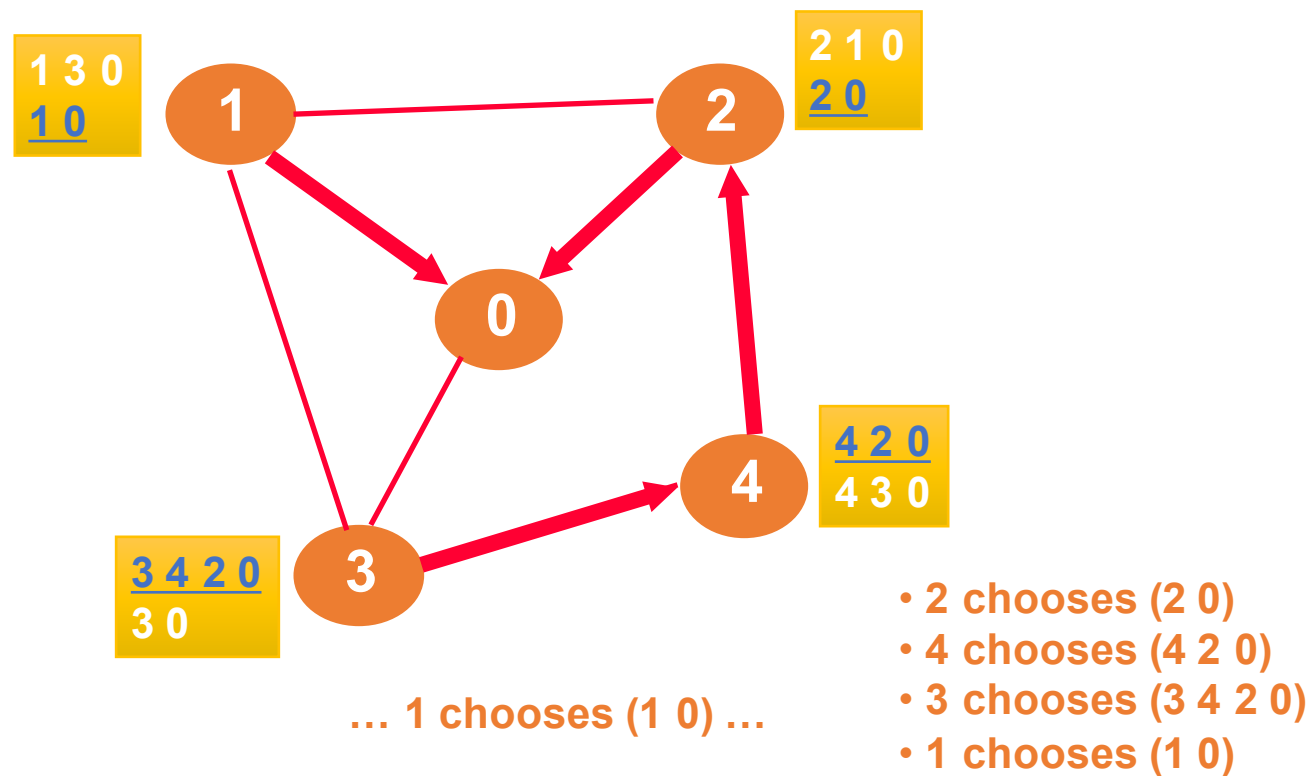 1 3 0
1 0
1
2
2 1 0
2 0
0
4
4 2 0
4 3 0
3 4 2 0
3 0
3
… 1 chooses (1 0) …
• 2 chooses (2 0)
• 4 chooses (4 2 0)
• 3 chooses (3 4 2 0)
• 1 chooses (1 0)